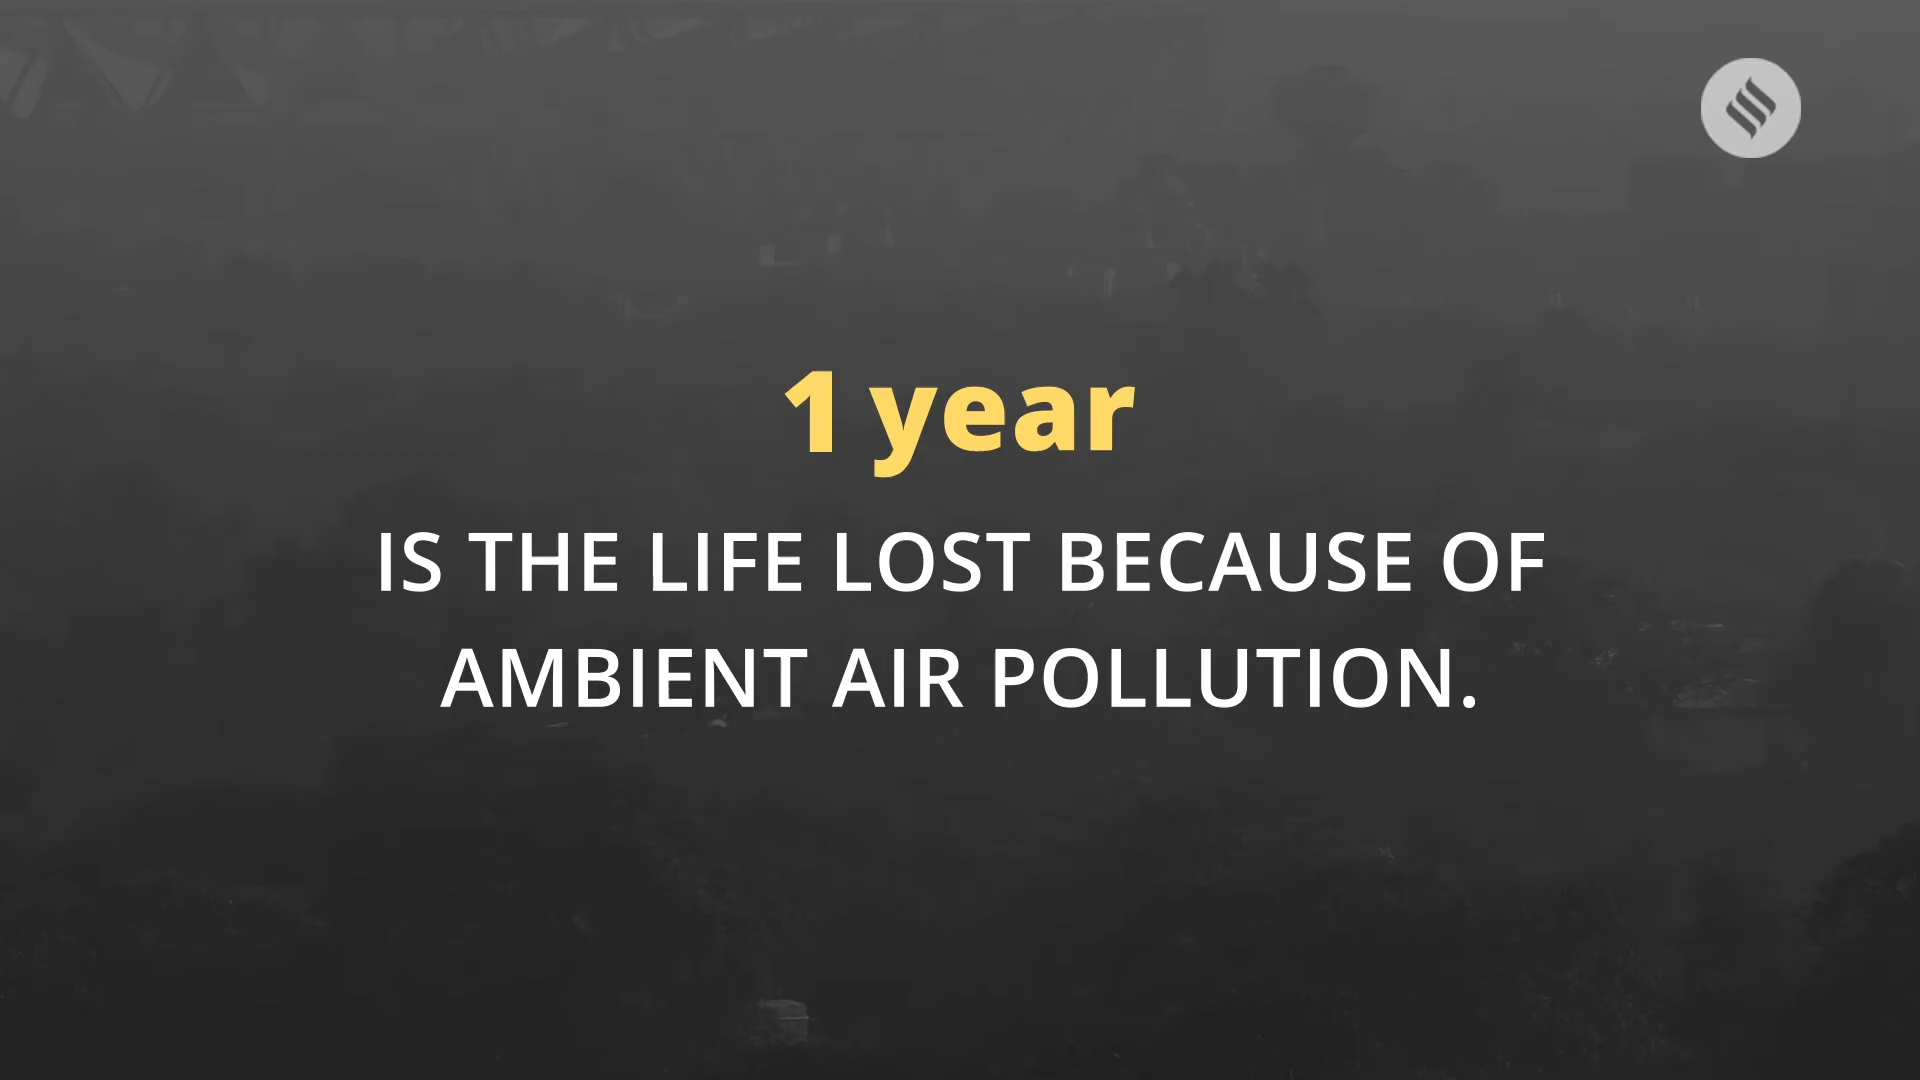 1 year
IS THE LIFE LOST BECAUSE OF
AMBIENT AIR POLLUTION.